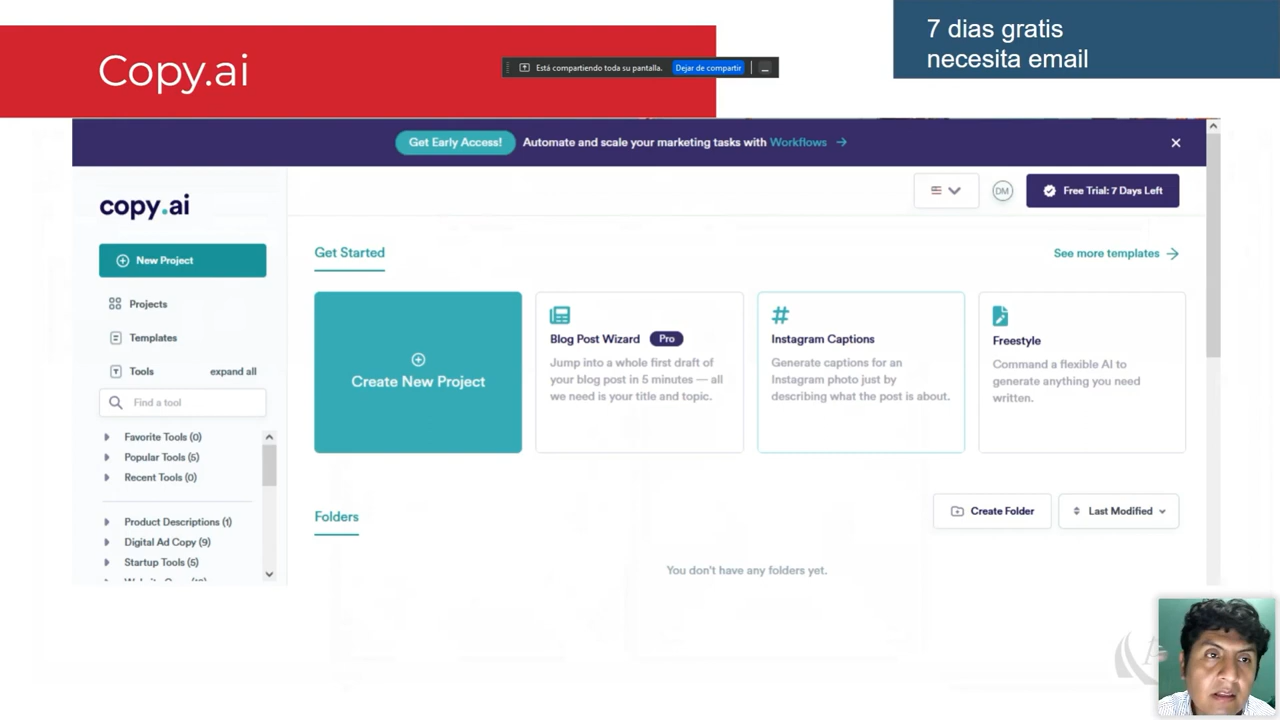 7 dias gratis
necesita email
Copy.ai
Está compartiendo toda su pantalla. Dejar de compartir
Get Early Access! Automate and scale your marketing tasks with Workflows →
copy.ai
DM
Free Trial: 7 Days Left
New Project
Get Started
See more templates →
Projects
Templates
Tools expand all
Find a tool
Favorite Tools (0)
Popular Tools (5)
Recent Tools (0)
Product Descriptions (1)
Digital Ad Copy (9)
Startup Tools (5)
Create New Project
Blog Post Wizard Pro
Jump into a whole first draft of
your blog post in 5 minutes — all
we need is your title and topic.
#
Instagram Captions
Generate captions for an
Instagram photo just by
describing what the post is about.
Freestyle
Command a flexible AI to
generate anything you need
written.
Folders
Create Folder
Last Modified
You don't have any folders yet.